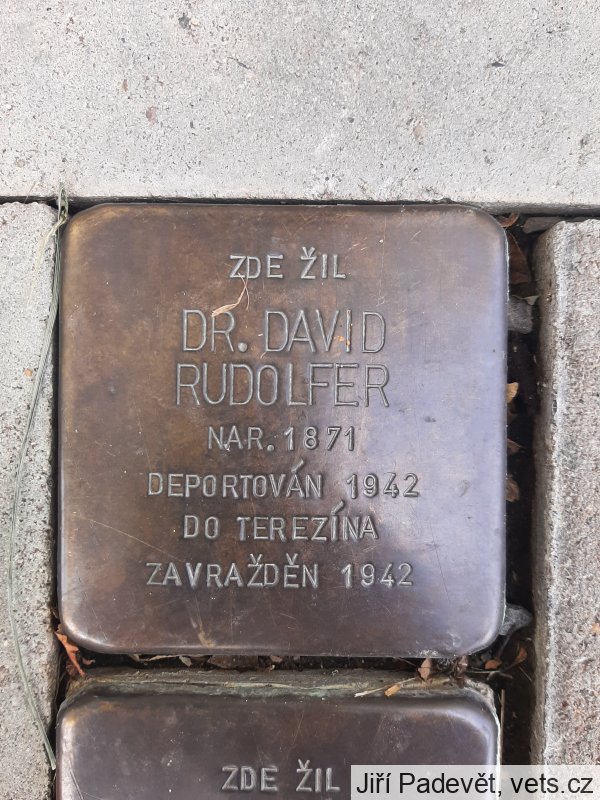 ZDE ŽIL
DR. DAVID
RUDOLFER
NAR. 1871
DEPORTOVÁN 1942
DO TEREZÍNA
ZAVRAŽDĚN 1942
ZDE ŽIL
Jiří Padevět, vets.cz